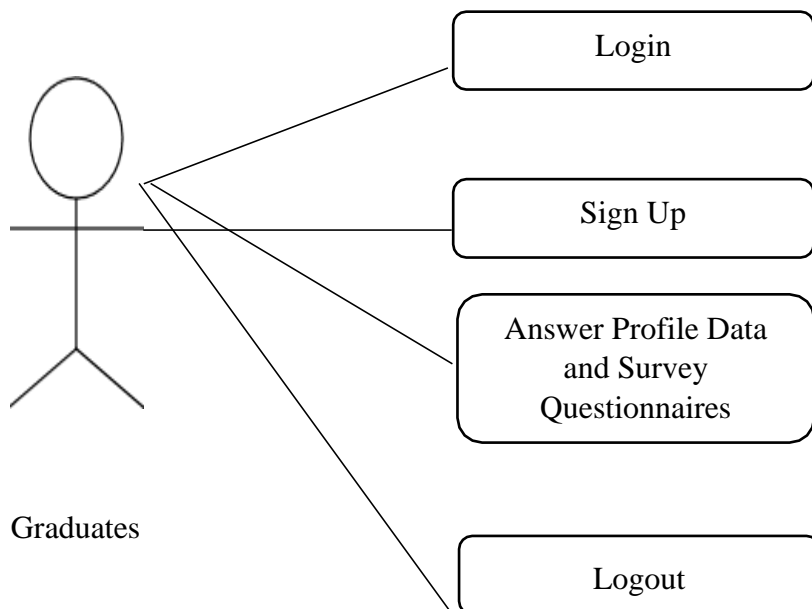 Login
Sign Up
Answer Profile Data
and Survey
Questionnaires
Graduates
Logout